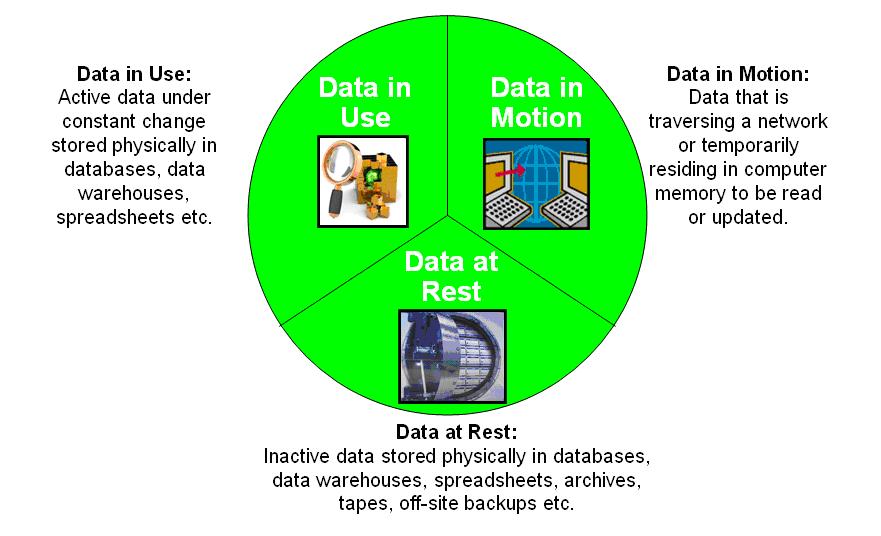 Data in Use:
Active data under
constant change
stored physically in
databases, data
warehouses,
spreadsheets etc.
Data in
Use
Data in
Motion
Data in Motion:
Data that is
traversing a network
or temporarily
residing in computer
memory to be read
or updated.
Data at
Rest
Data at Rest:
Inactive data stored physically in databases,
data warehouses, spreadsheets, archives,
tapes, off-site backups etc.